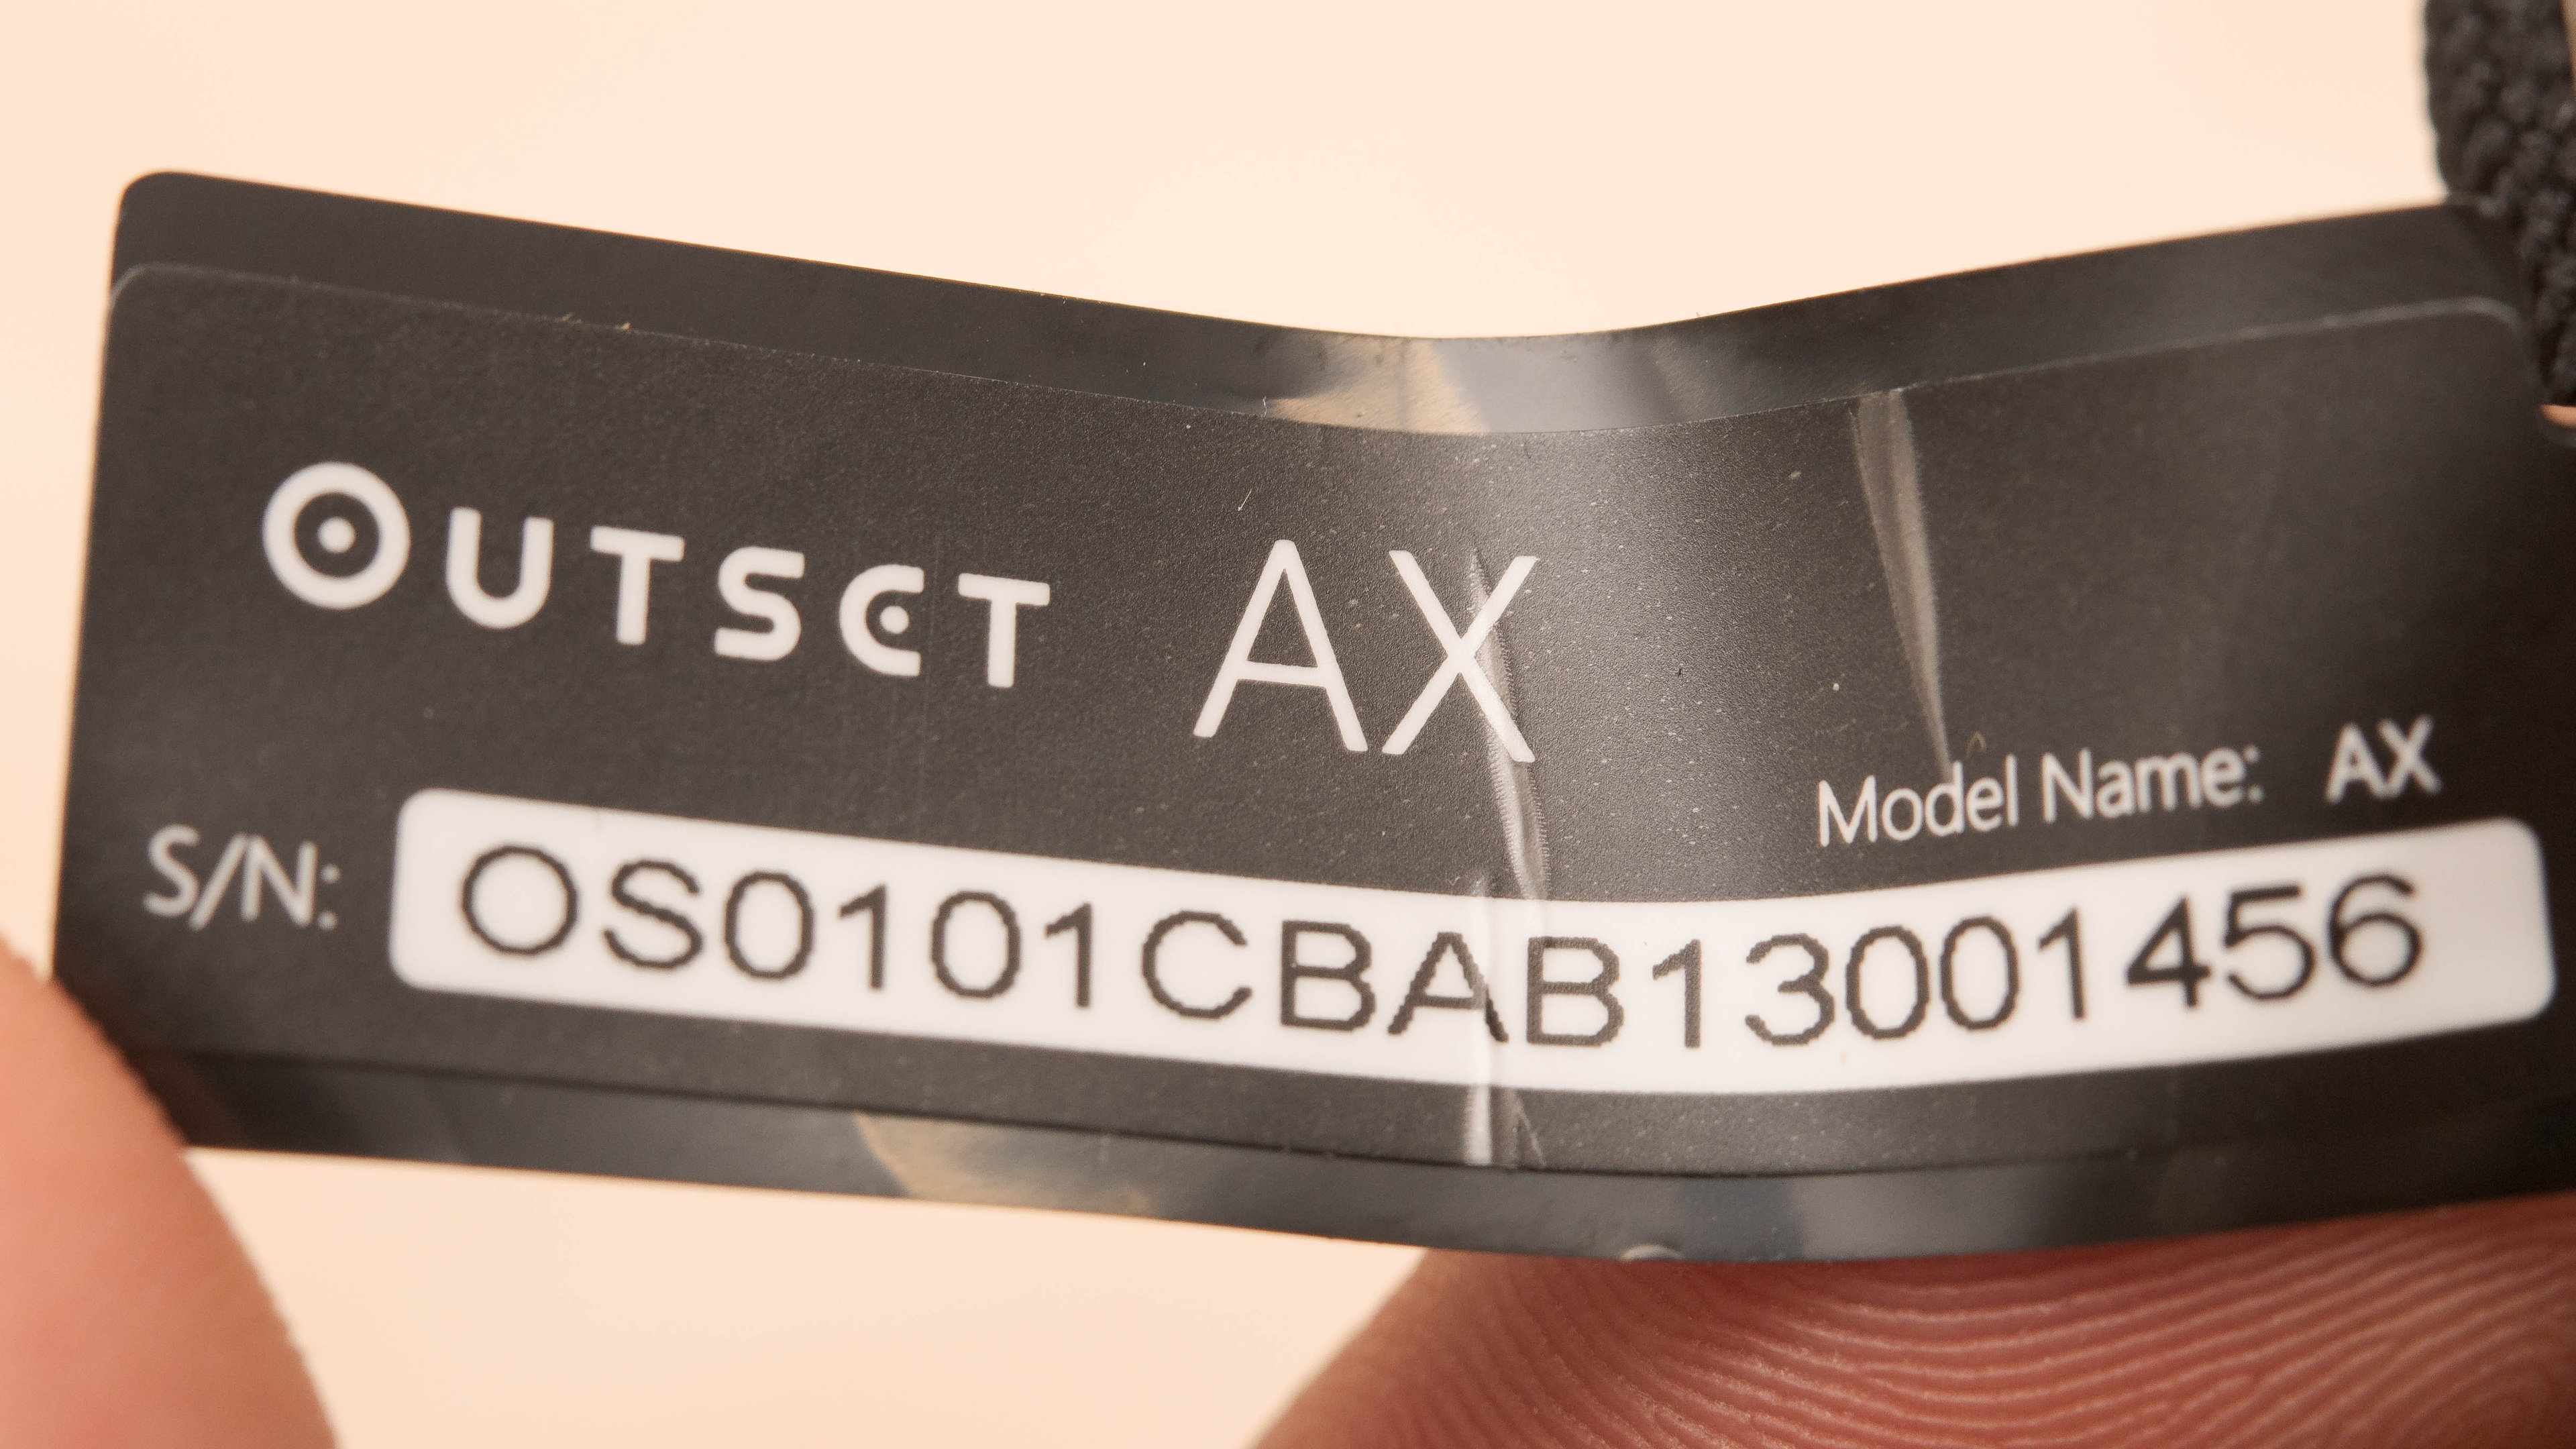 OUTSET AX
Model Name: AX
S/N: OS0101CBAB13001456